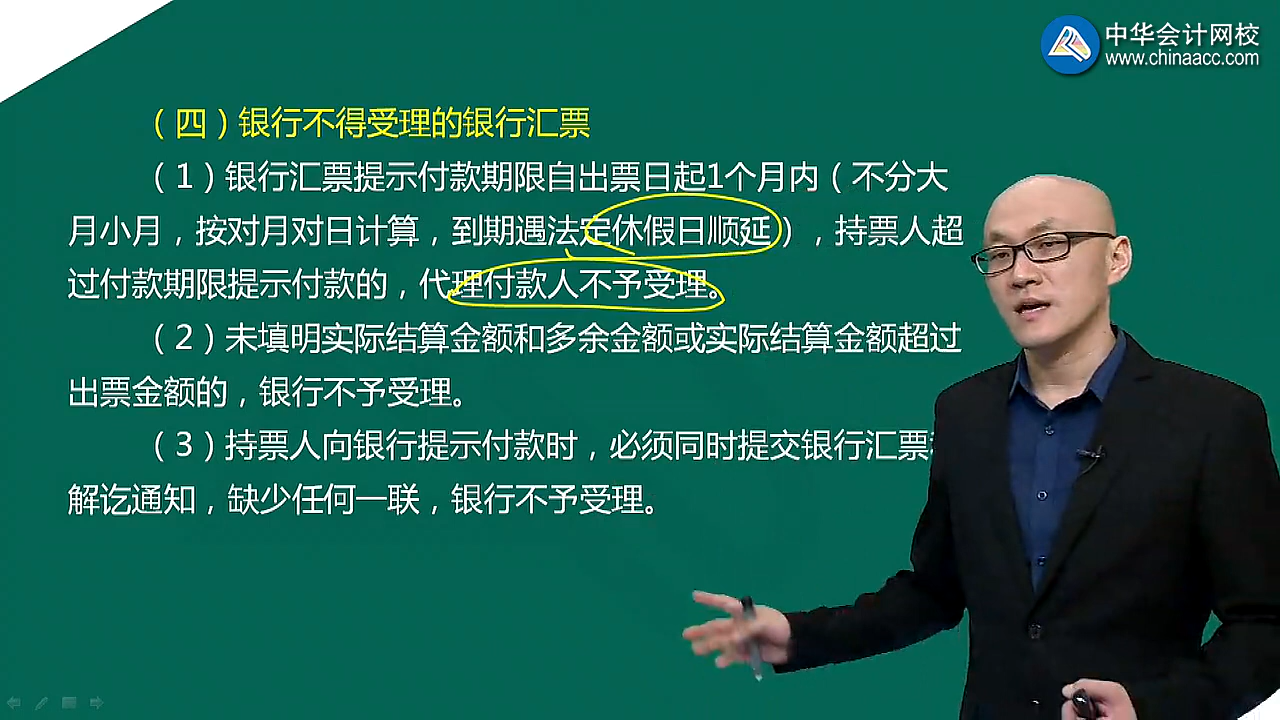 中华会计网校
www.chinaacc.com
（四）银行不得受理的银行汇票
（1）银行汇票提示付款期限自出票日起1个月内（不分大
月小月，按对月对日计算，到期遇法定休假日顺延），持票人超
过付款期限提示付款的，代理付款人不予受理。
（2）未填明实际结算金额和多余金额或实际结算金额超过
出票金额的，银行不予受理。
（3）持票人向银行提示付款时，必须同时提交银行汇票
解讫通知，缺少任何一联，银行不予受理。